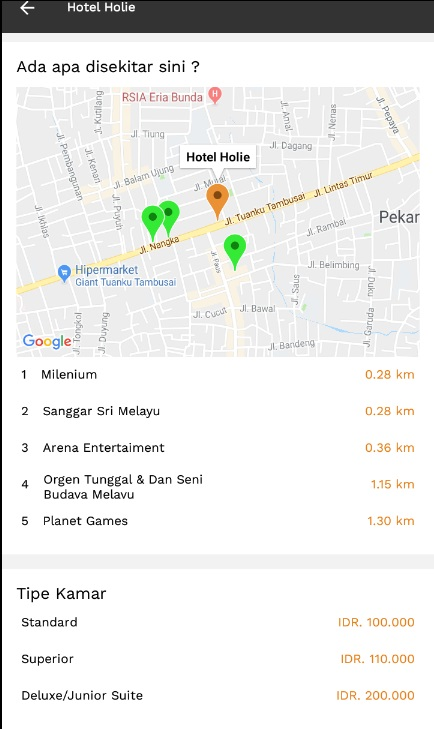 Hotel Holie
Ada apa disekitar sini ?
RSIA Eria Bunda
H
Jl. Kutilang
Jl. Tiung
Jl. Amal
Jl. Nenas
Jl. Pepaya
Jl. Pembangunan
Jl. Kenari
Jl. Dagang
Hotel Holie
Jl. Balam Ujung
Jl. Murai
Jl. Lintas Timur
Jl. Ikhlas
Jl. Puyuh
Jl. Tuanku Tambusai
Pekan
Jl. Nangka
Jl. Rambai
Jl. Paus
Hipermarket
Giant Tuanku Tambusai
Jl. Belimbing
Jl. Saus
Jl. Cucut
Jl. Bawal
Jl. Garuda
Jl. Duku
Jl. Tongkol
Jl. Duyung
Jl. Bandeng
Google
1 Milenium 0.28 km
2 Sanggar Sri Melayu 0.28 km
3 Arena Entertaiment 0.36 km
4 Orgen Tunggal & Dan Seni 1.15 km
Budaya Melayu
5 Planet Games 1.30 km
Tipe Kamar
Standard IDR. 100.000
Superior IDR. 110.000
Deluxe/Junior Suite IDR. 200.000